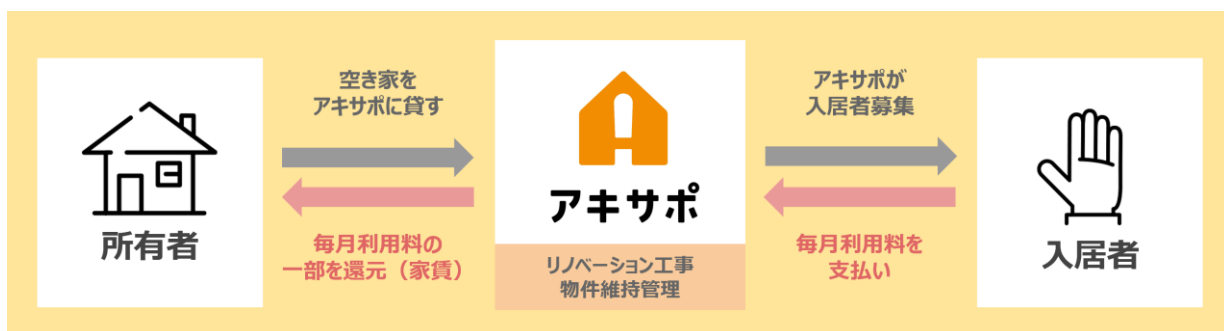 所有者
空き家を
アキサポに貸す
毎月利用料の
一部を還元（家賃）
アキサポ
リノベーション工事
物件維持管理
アキサポが
入居者募集
毎月利用料を
支払い
入居者